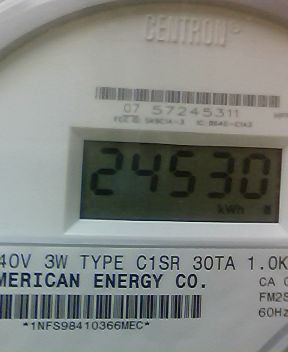 CENTRON®
07 57245311
24530
kWh
40V 3W TYPE C1SR 30TA 1.0K
MERICAN ENERGY CO.
CA 0
FM2S
60Hz
*1NFS98410366MEC*